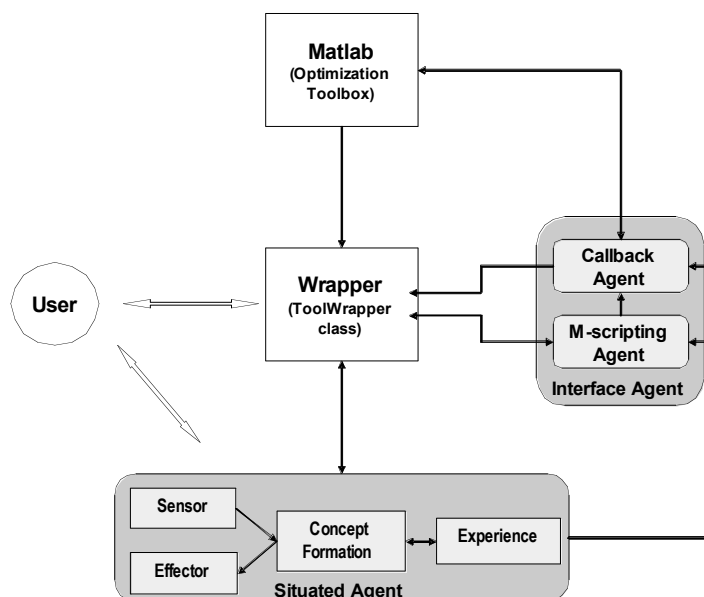 Matlab
(Optimization
Toolbox)
User
Wrapper
(ToolWrapper
class)
Callback
Agent
M-scripting
Agent
Interface Agent
Sensor
Effector
Concept
Formation
Experience
Situated Agent